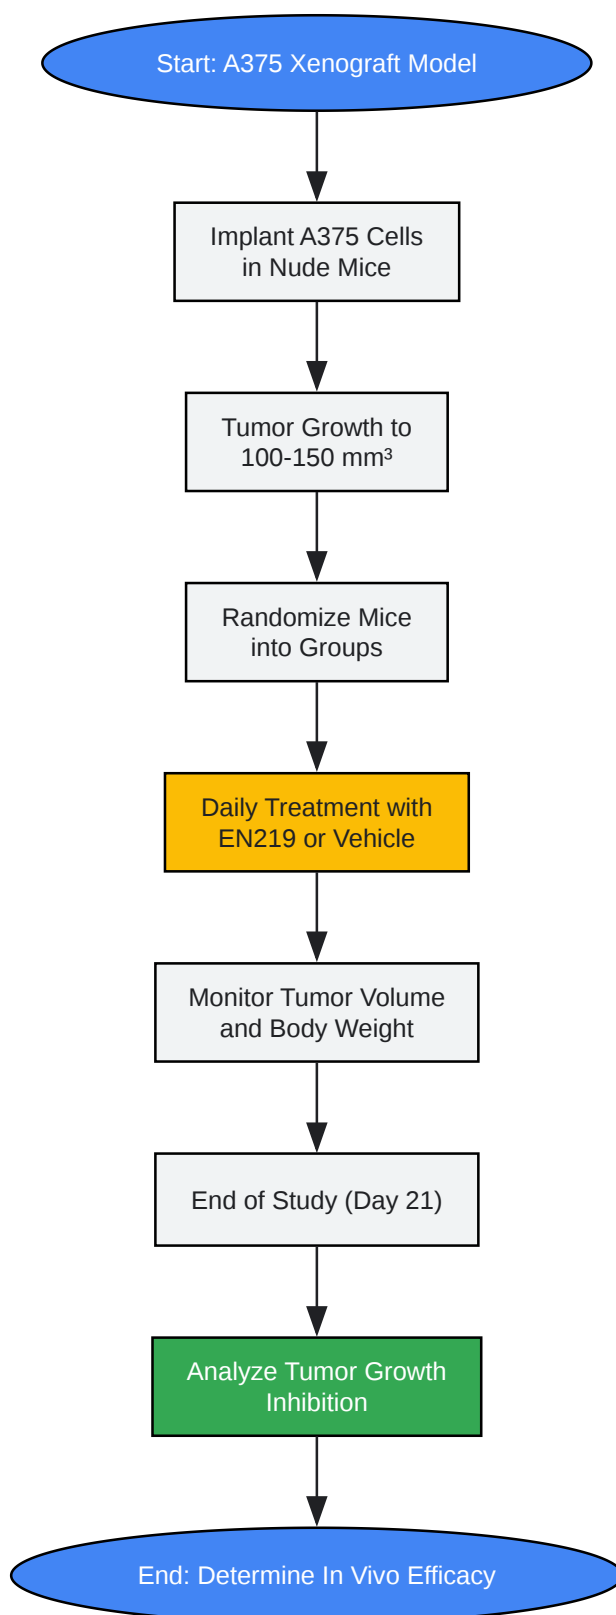 Start: A375 Xenograft Model
Implant A375 Cells
in Nude Mice
Tumor Growth to
100-150 mm³
Randomize Mice
into Groups
Daily Treatment with
EN219 or Vehicle
Monitor Tumor Volume
and Body Weight
End of Study (Day 21)
Analyze Tumor Growth
Inhibition
End: Determine In Vivo Efficacy